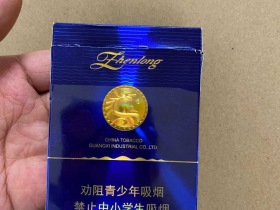 Zhenlong
CHINA TOBACCO
GUANGXI INDUSTRIAL CO., LTD.
劝阻青少年吸烟
禁止中小学生吸烟